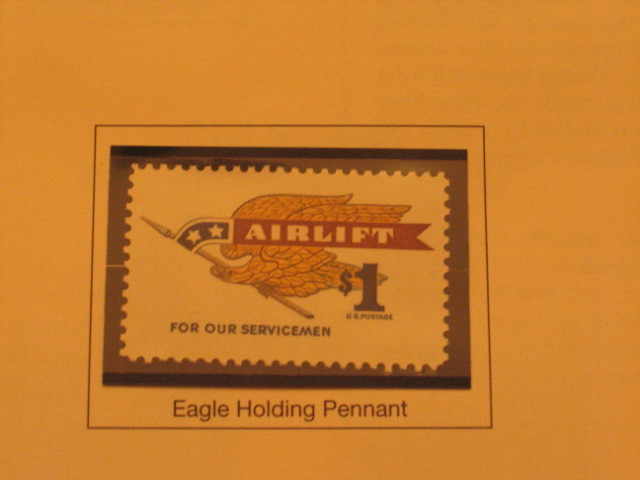 AIRLIFT
$1
U.S.POSTAGE
FOR OUR SERVICEMEN
Eagle Holding Pennant